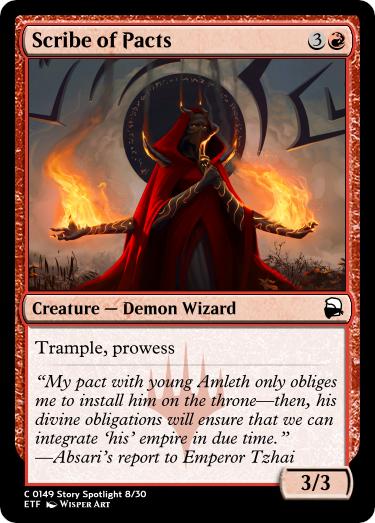 Scribe of Pacts 3
Creature — Demon Wizard
Trample, prowess
“My pact with young Amleth only obliges
me to install him on the throne—then, his
divine obligations will ensure that we can
integrate ‘his’ empire in due time.”
—Absari’s report to Emperor Tzhai
3/3
C 0149 Story Spotlight 8/30
ETF Wisper Art